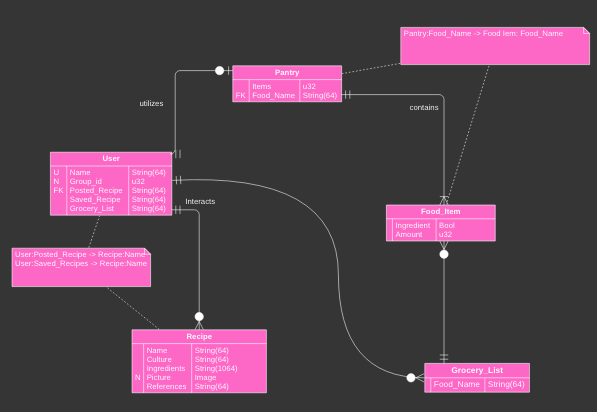 Pantry:Food_Name -> Food Iem; Food_Name
Pantry
Items u32
FK Food_Name String(64)
utilizes
contains
User
U Name String(64)
N Group_id u32
FK Posted_Recipe String(64)
Saved_Recipe String(64)
Grocery_List String(64)
Interacts
Food_Item
Ingredient Bool
Amount u32
User:Posted_Recipe -> Recipe:Name
User:Saved_Recipes -> Recipe:Name
Recipe
Name String(64)
Culture String(64)
Ingredients String(1064)
N Picture Image
References String(64)
Grocery_List
Food_Name String(64)